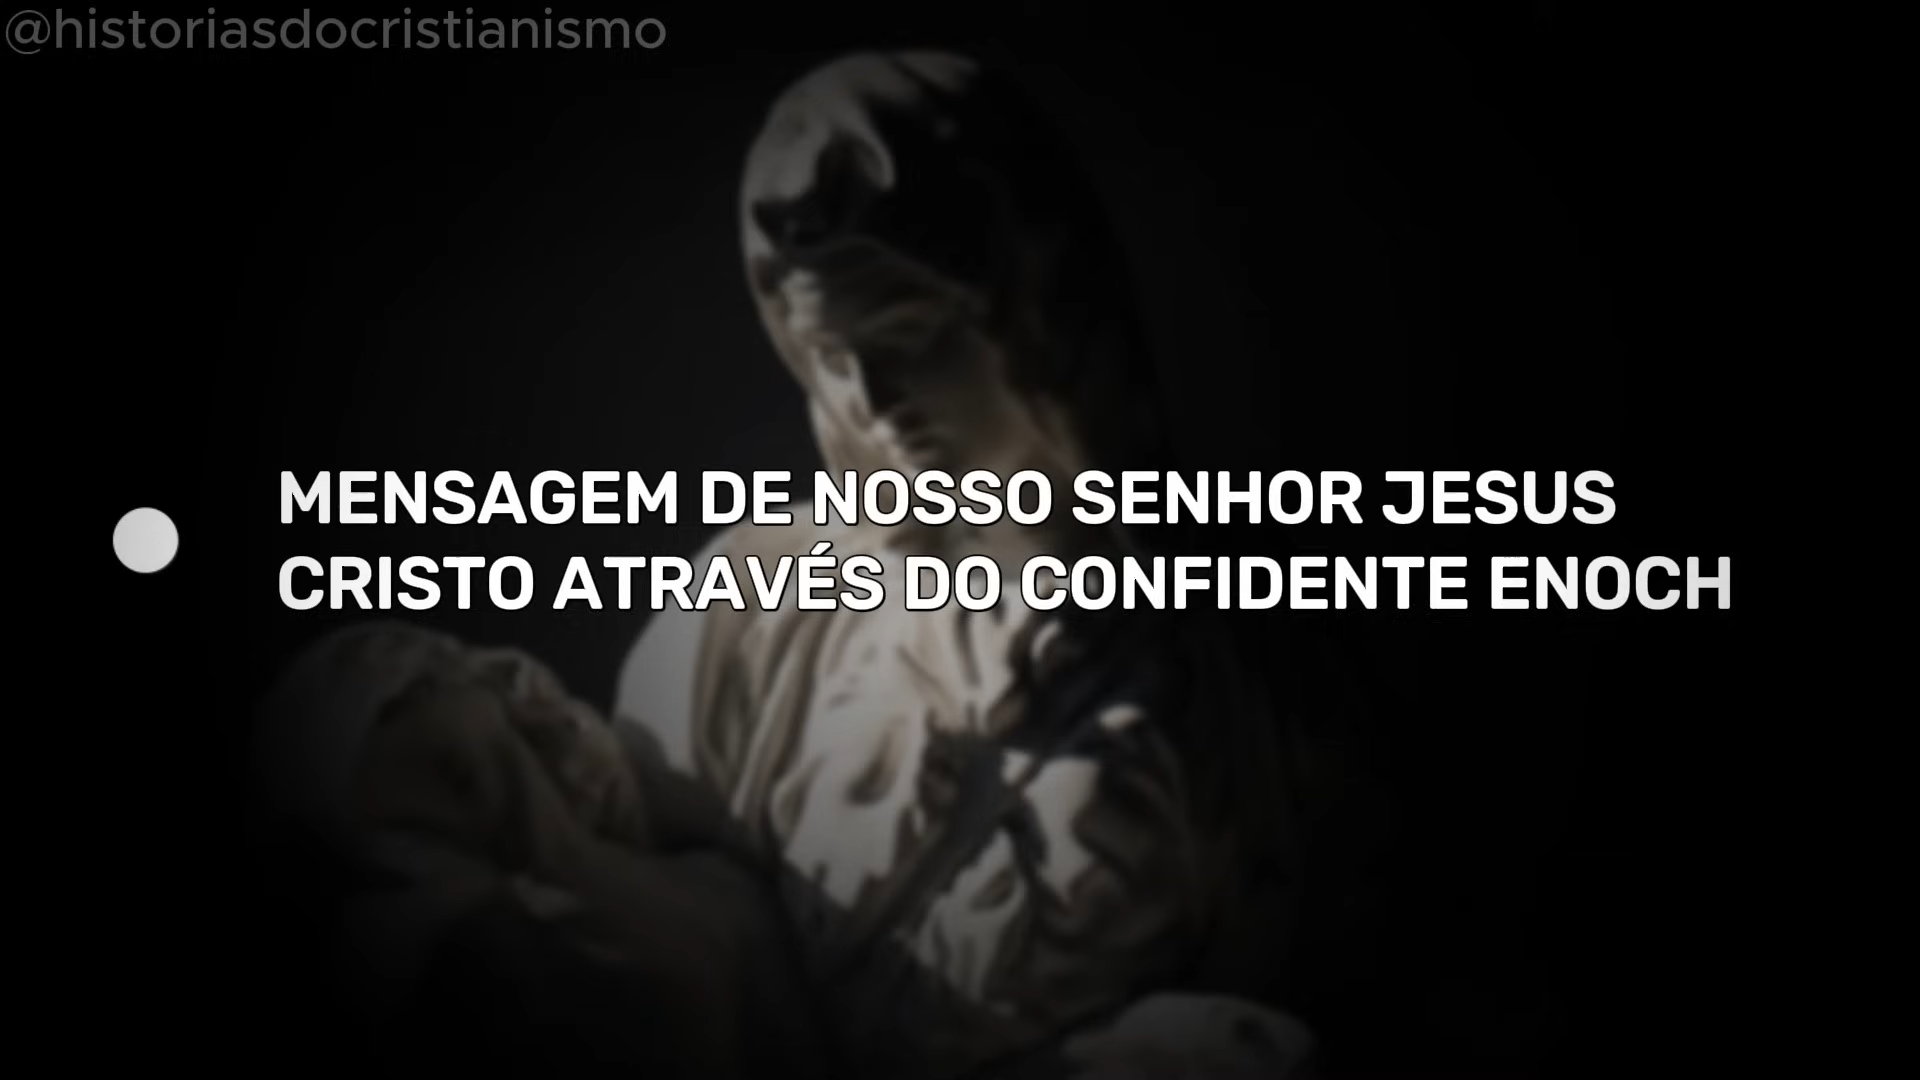 @historiasdocristianismo
MENSAGEM DE NOSSO SENHOR JESUS
CRISTO ATRAVÉS DO CONFIDENTE ENOCH